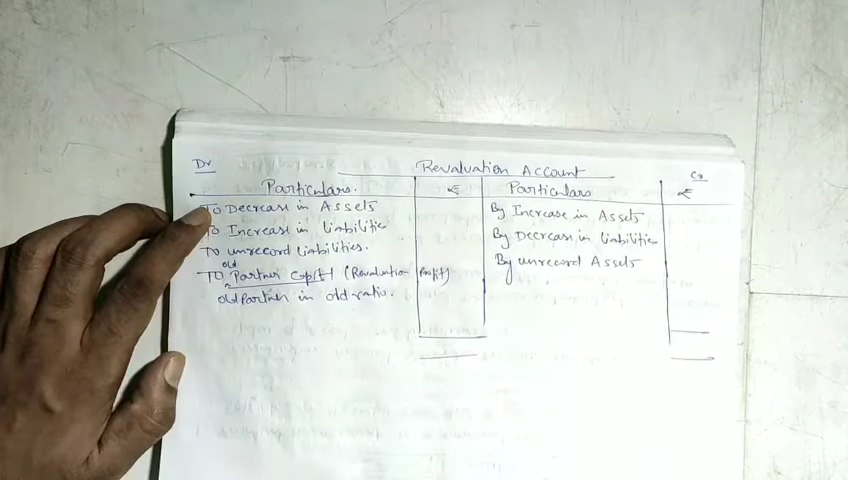 Revaluation Account
Dr
Cr
Particulars. ₹ Particulars ₹
To Decrease in Assets
To Increase in liabilities
To unrecord liabilities.
To old Partner Capital (Revaluation Profit)
old Partner in old ratio.
By Increase in Assets
By Decrease in liabilities
By unrecord Assets